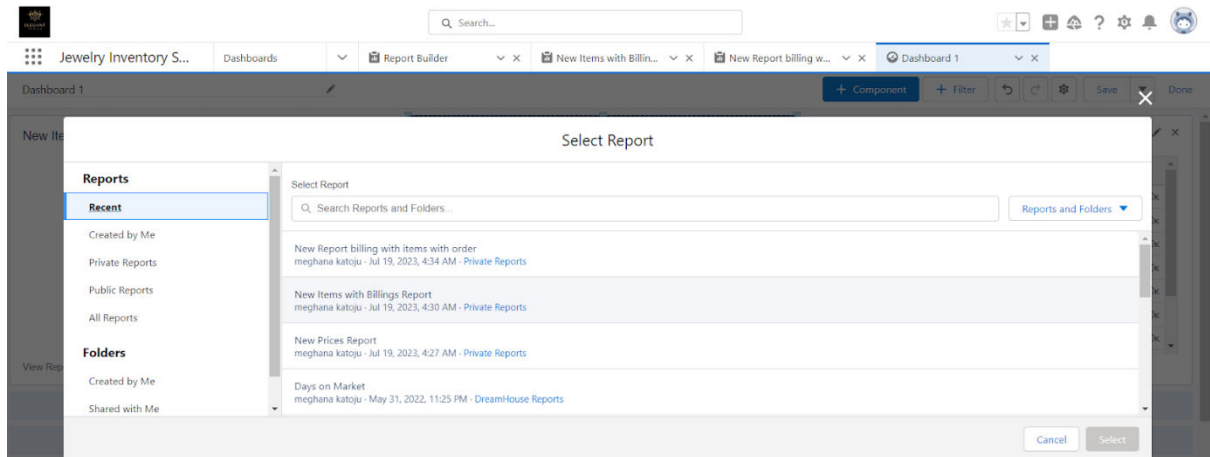 Search...
Jewelry Inventory S...
Dashboards
Report Builder
New Items with Billin...
New Report billing w...
Dashboard 1
Dashboard 1
+ Component
+ Filter
Save
Done
New Ite
Select Report
Reports
Recent
Created by Me
Private Reports
Public Reports
All Reports
Folders
Created by Me
Shared with Me
Select Report
Search Reports and Folders...
Reports and Folders
New Report billing with items with order
meghana katoju · Jul 19, 2023, 4:34 AM · Private Reports
New Items with Billings Report
meghana katoju · Jul 19, 2023, 4:30 AM · Private Reports
New Prices Report
meghana katoju · Jul 19, 2023, 4:27 AM · Private Reports
Days on Market
meghana katoju · May 31, 2022, 11:25 PM · DreamHouse Reports
View Rep
Cancel
Select